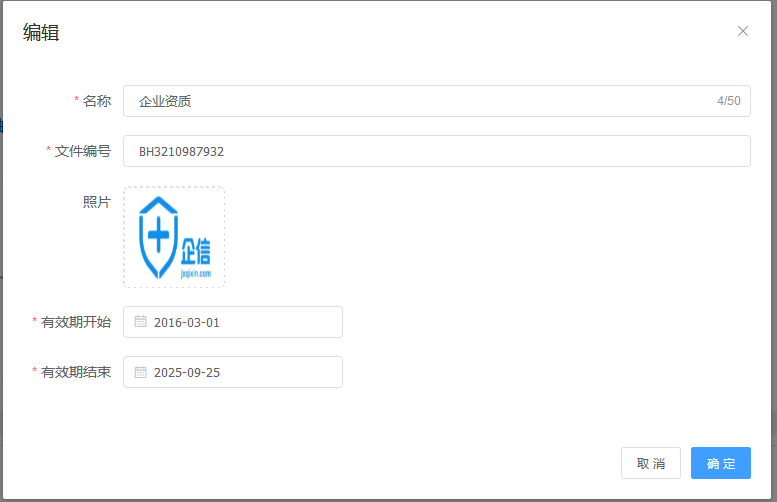 编辑
* 名称 企业资质 4/50
* 文件编号 BH3210987932
照片
企信
jxqixin.com
* 有效期开始 2016-03-01
* 有效期结束 2025-09-25
取消 确定